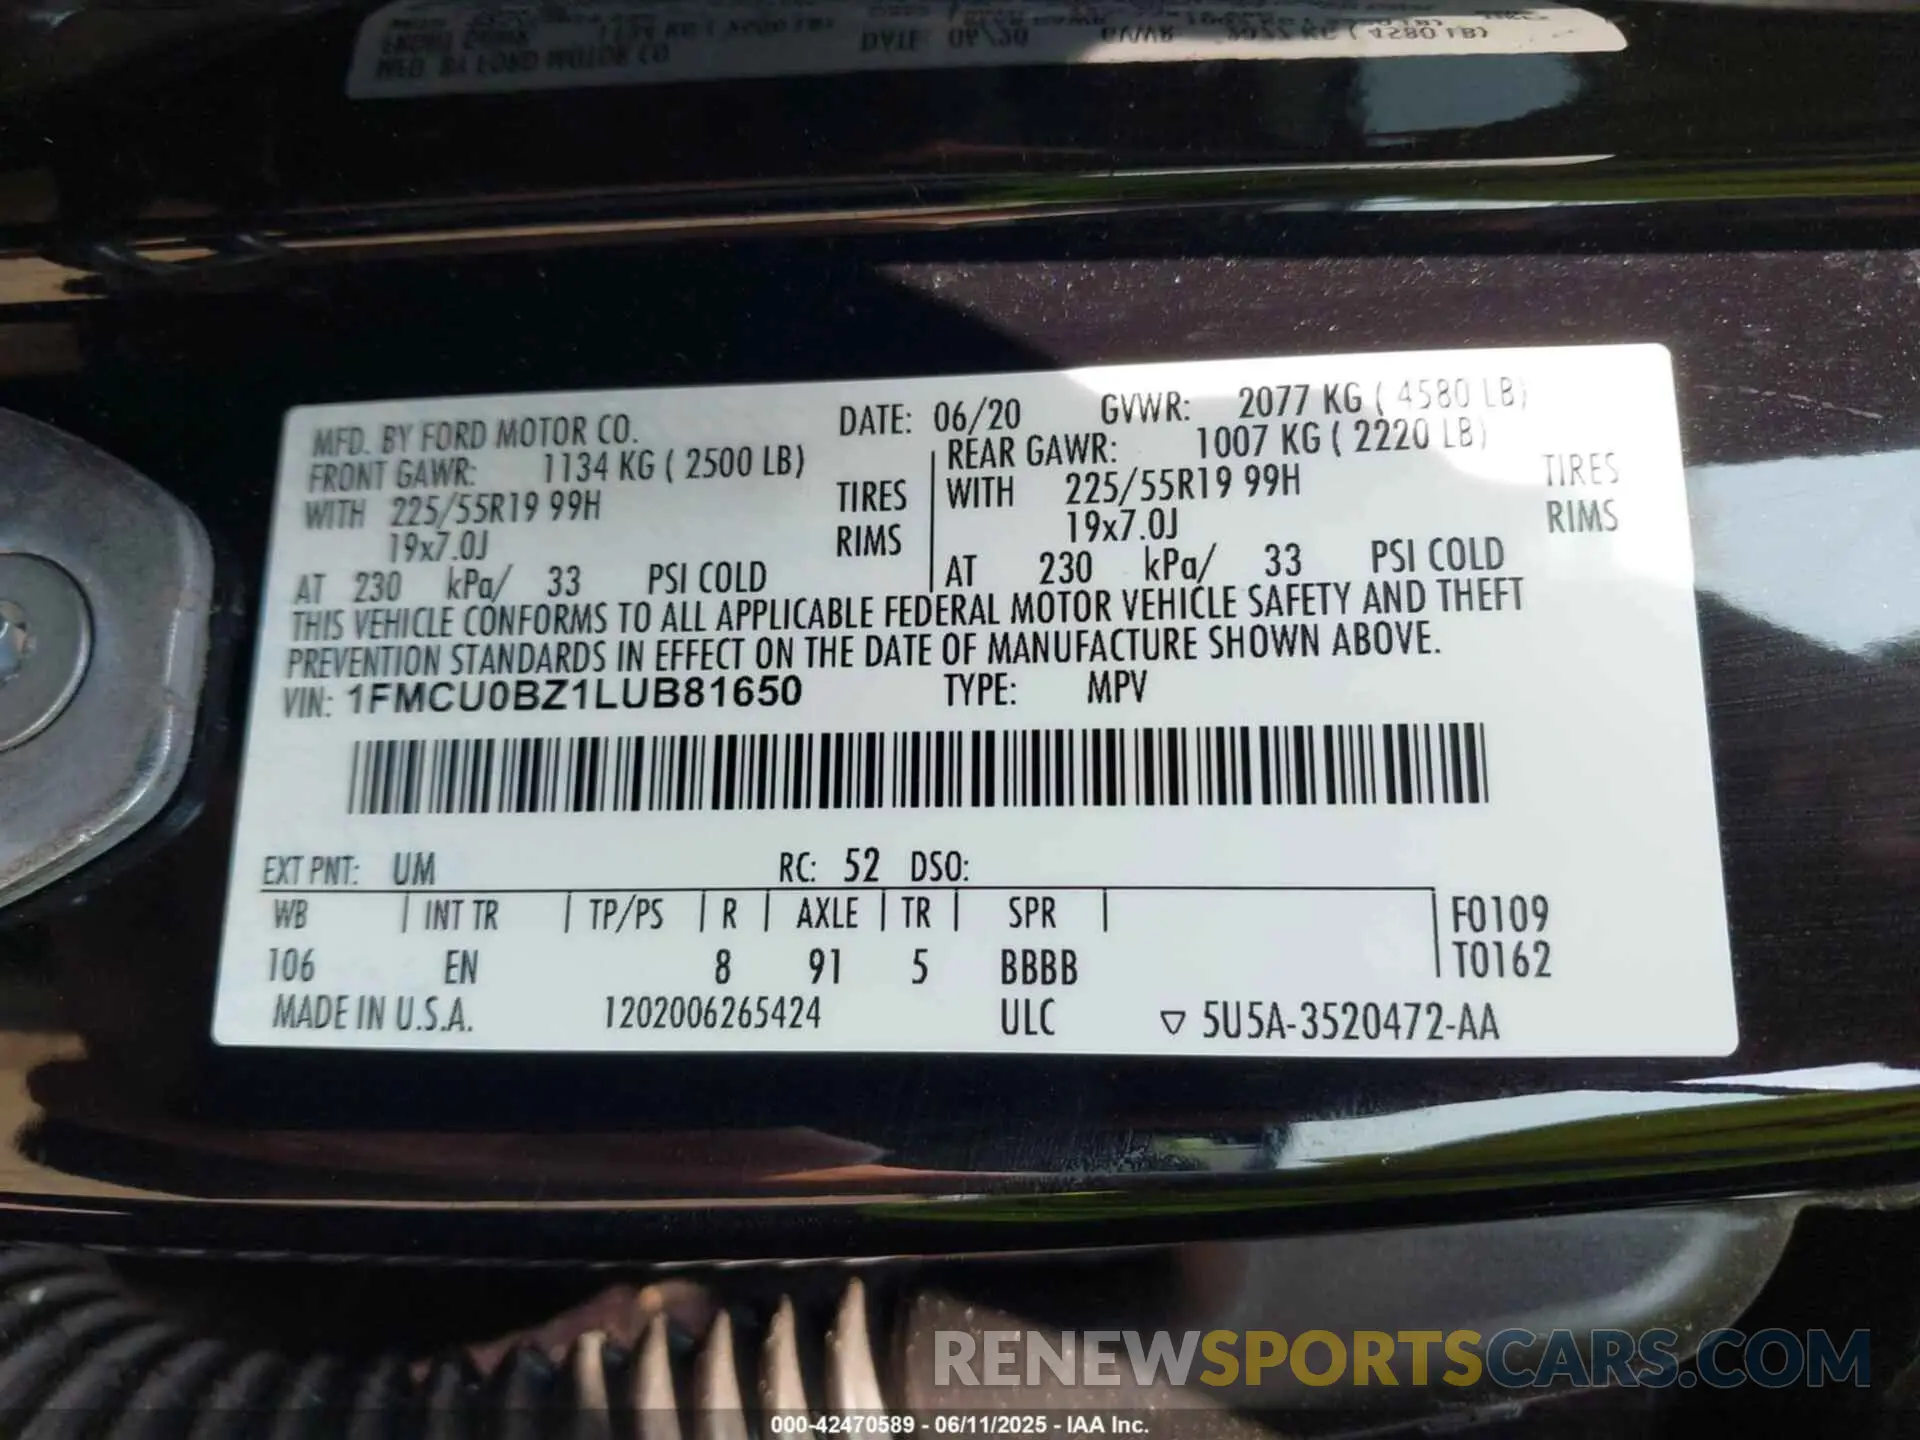 MFD. BY FORD MOTOR CO. DATE: 06/20 GVWR: 2077 KG ( 4580 LB)
FRONT GAWR: 1134 KG ( 2500 LB) REAR GAWR: 1007 KG ( 2220 LB)
WITH 225/55R19 99H TIRES WITH 225/55R19 99H TIRES
19x7.0J RIMS 19x7.0J RIMS
AT 230 kPa/ 33 PSI COLD AT 230 kPa/ 33 PSI COLD
THIS VEHICLE CONFORMS TO ALL APPLICABLE FEDERAL MOTOR VEHICLE SAFETY AND THEFT
PREVENTION STANDARDS IN EFFECT ON THE DATE OF MANUFACTURE SHOWN ABOVE.
VIN: 1FMCU0BZ1LUB81650 TYPE: MPV
EXT PNT: UM RC: 52 DSO:
WB INT TR TP/PS R AXLE TR SPR F0109
106 EN 8 91 5 BBBB T0162
MADE IN U.S.A. 1202006265424 ULC ▽ 5U5A-3520472-AA
RENEWSPORTSCARS.COM
000-42470589 - 06/11/2025 - IAA Inc.